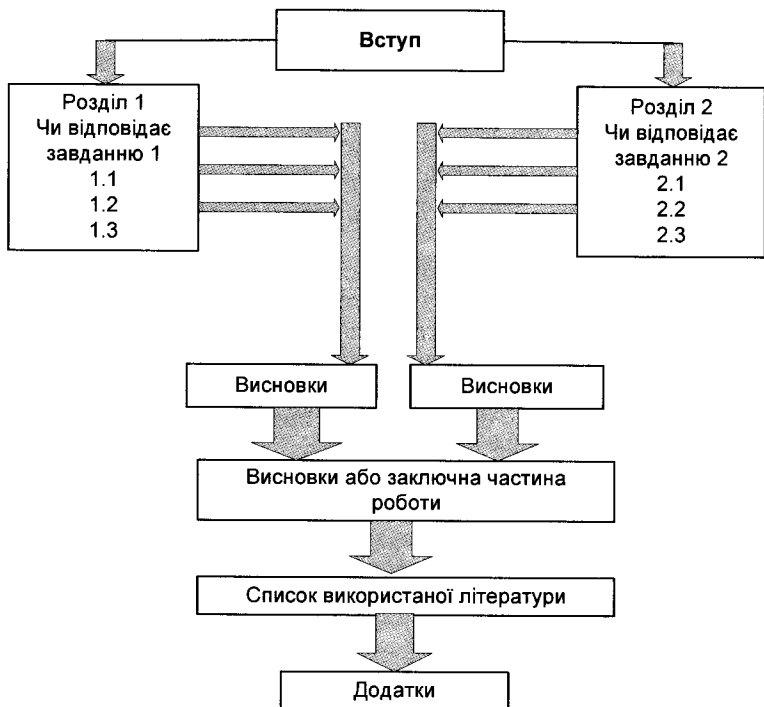 Вступ
Розділ 1
Чи відповідає
завданню 1
1.1
1.2
1.3
Розділ 2
Чи відповідає
завданню 2
2.1
2.2
2.3
Висновки
Висновки
Висновки або заключна частина
роботи
Список використаної літератури
Додатки